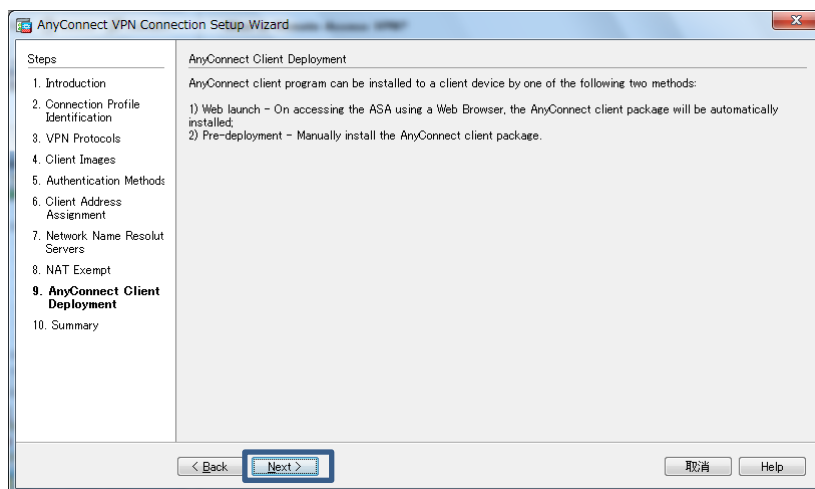 AnyConnect VPN Connection Setup Wizard
Steps
1. Introduction
2. Connection Profile
Identification
3. VPN Protocols
4. Client Images
5. Authentication Methods
6. Client Address
Assignment
7. Network Name Resolut
Servers
8. NAT Exempt
9. AnyConnect Client
Deployment
10. Summary
AnyConnect Client Deployment
AnyConnect client program can be installed to a client device by one of the following two methods:
1) Web launch - On accessing the ASA using a Web Browser, the AnyConnect client package will be automatically
installed;
2) Pre-deployment - Manually install the AnyConnect client package.
< Back
Next >
取消
Help